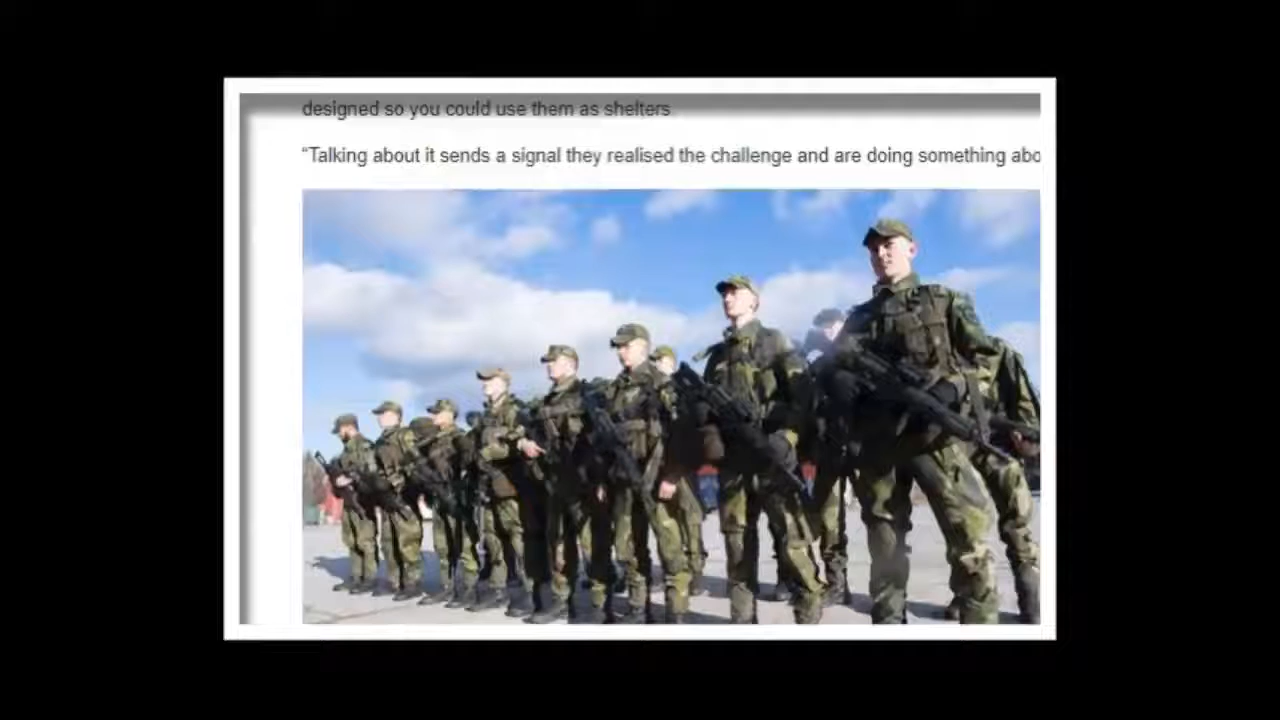 designed so you could use them as shelters
“Talking about it sends a signal they realised the challenge and are doing something abo